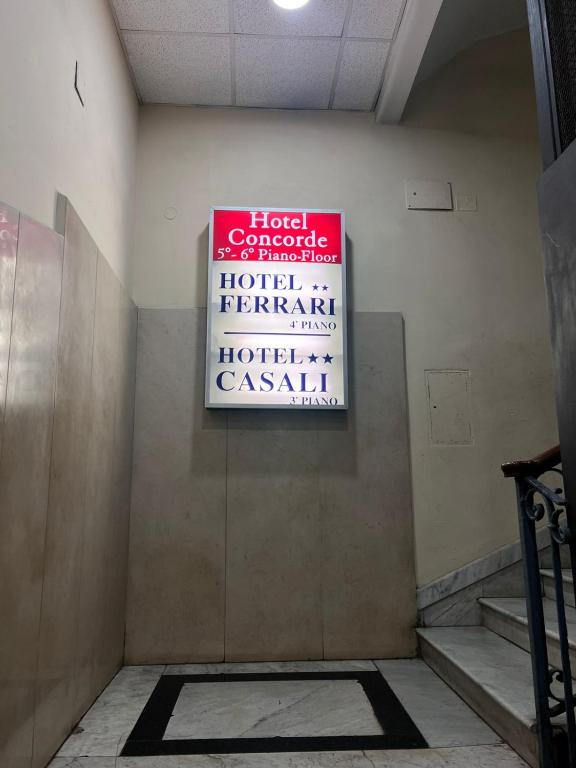 Hotel
Concorde
5°- 6° Piano-Floor
HOTEL ★★
FERRARI
4° PIANO
HOTEL ★★
CASALI
3° PIANO